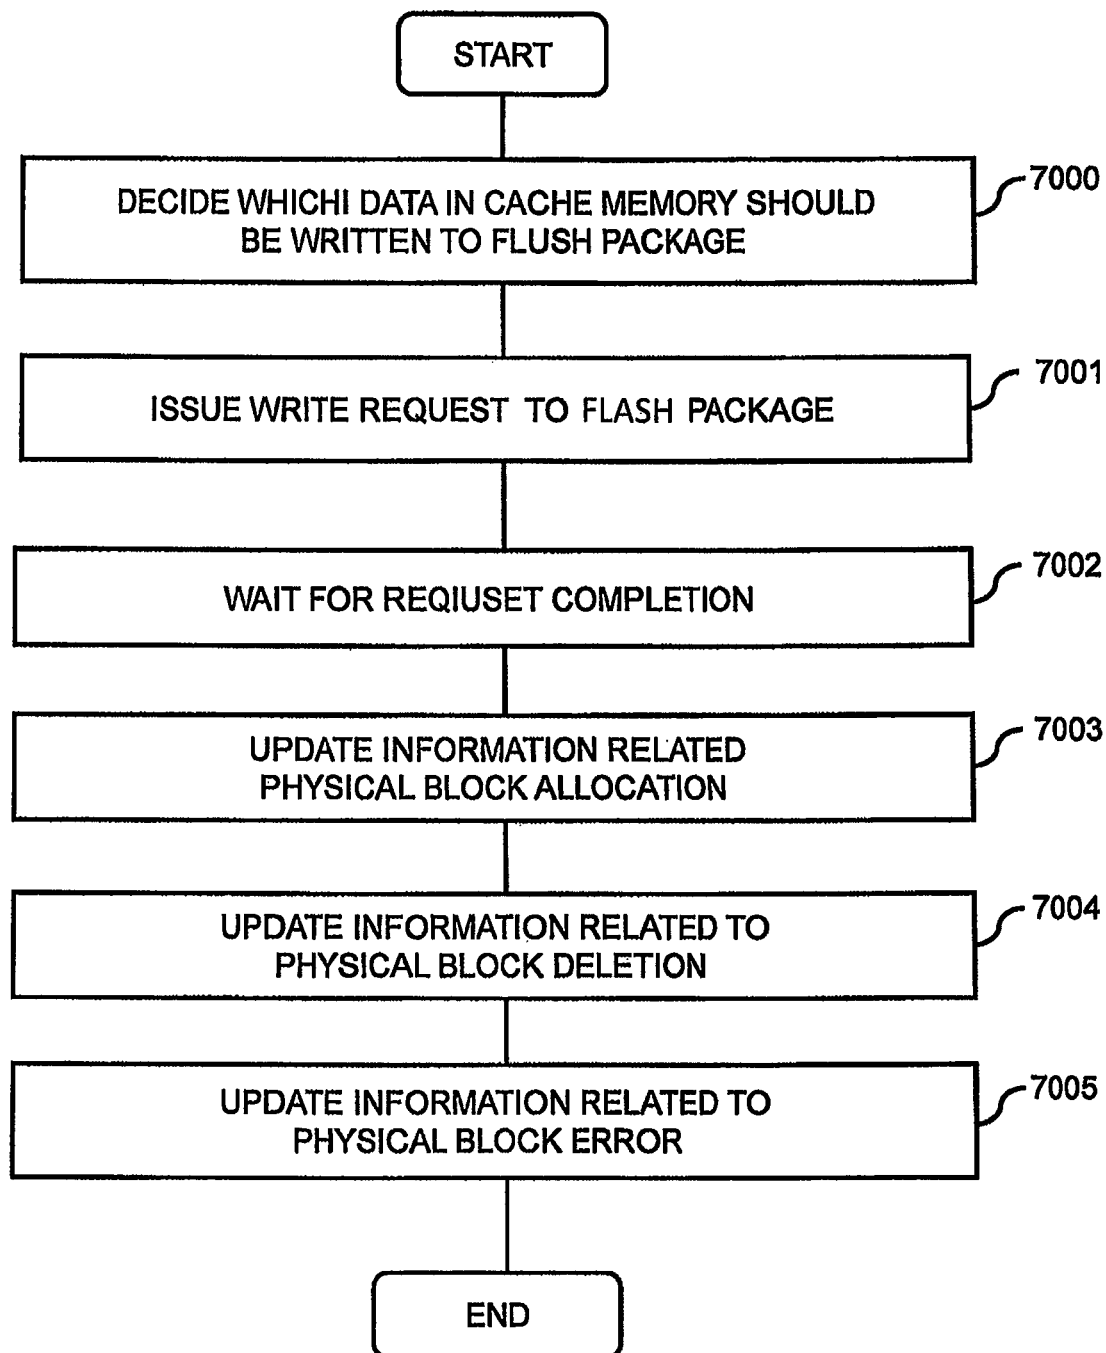 START
DECIDE WHICHI DATA IN CACHE MEMORY SHOULD
BE WRITTEN TO FLUSH PACKAGE
7000
ISSUE WRITE REQUEST TO FLASH PACKAGE
7001
WAIT FOR REQIUSET COMPLETION
7002
UPDATE INFORMATION RELATED
PHYSICAL BLOCK ALLOCATION
7003
UPDATE INFORMATION RELATED TO
PHYSICAL BLOCK DELETION
7004
UPDATE INFORMATION RELATED TO
PHYSICAL BLOCK ERROR
7005
END